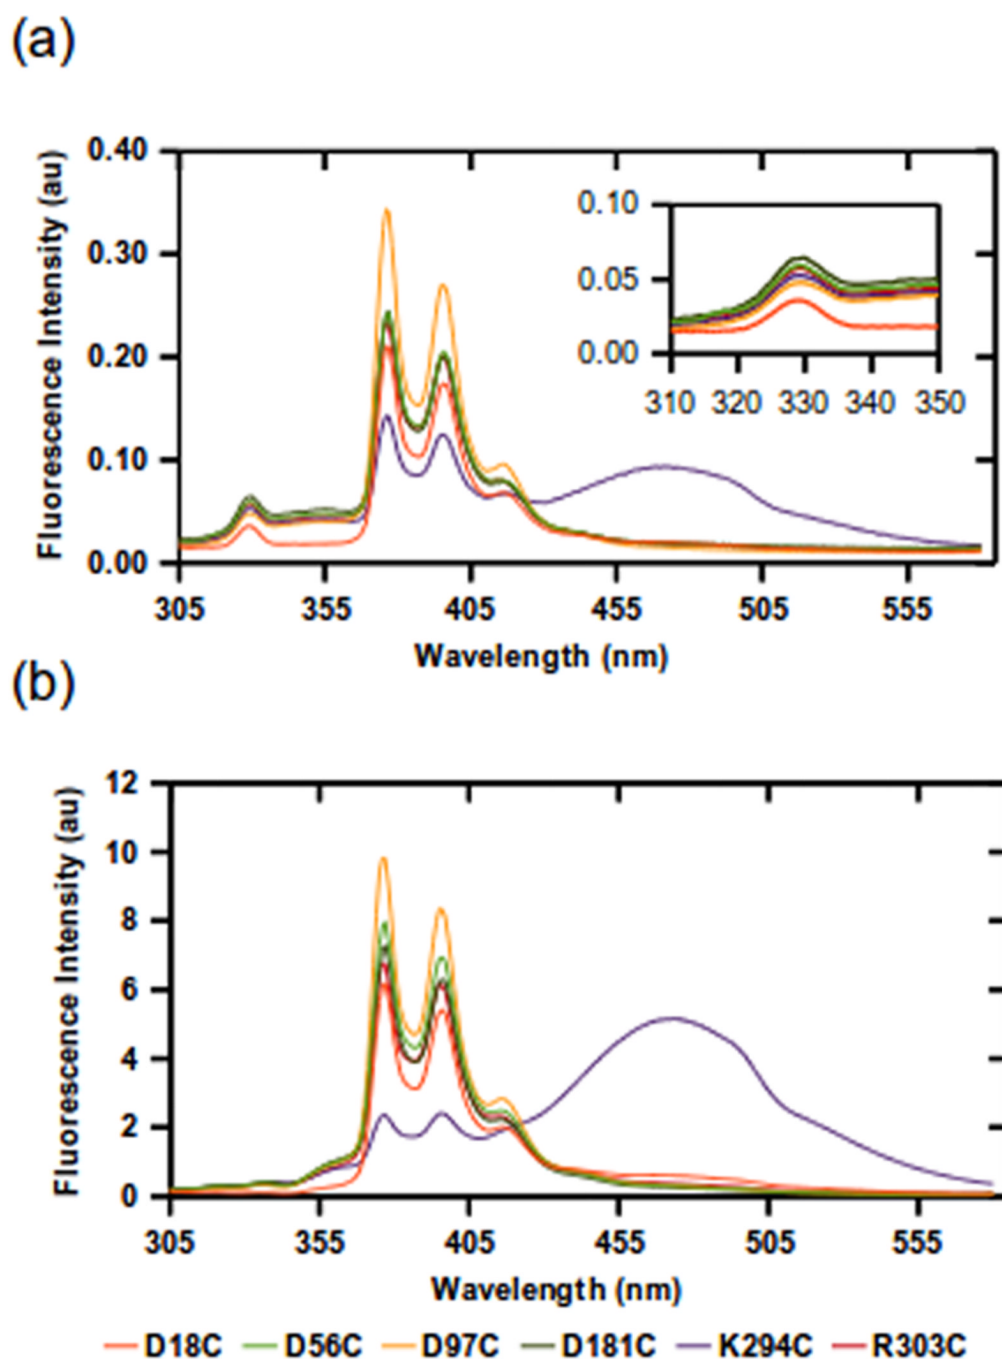 (a)
Fluorescence Intensity (au)
0.40
0.30
0.20
0.10
0.00
0.10
0.05
0.00
310 320 330 340 350
305 355 405 455 505 555
Wavelength (nm)
(b)
Fluorescence Intensity (au)
12
10
8
6
4
2
0
305 355 405 455 505 555
Wavelength (nm)
D18C D56C D97C D181C K294C R303C